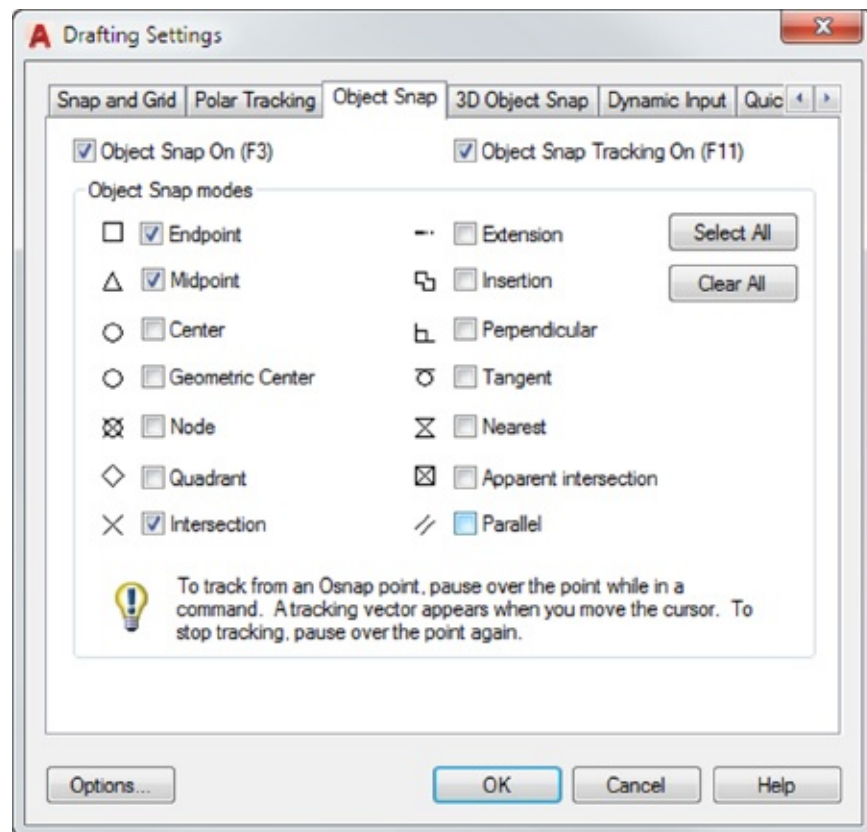 Drafting Settings
Snap and Grid Polar Tracking Object Snap 3D Object Snap Dynamic Input Quic
Object Snap On (F3) Object Snap Tracking On (F11)
Object Snap modes
Endpoint Extension Select All
Midpoint Insertion Clear All
Center Perpendicular
Geometric Center Tangent
Node Nearest
Quadrant Apparent intersection
Intersection Parallel
To track from an Osnap point, pause over the point while in a
command. A tracking vector appears when you move the cursor. To
stop tracking, pause over the point again.
Options... OK Cancel Help